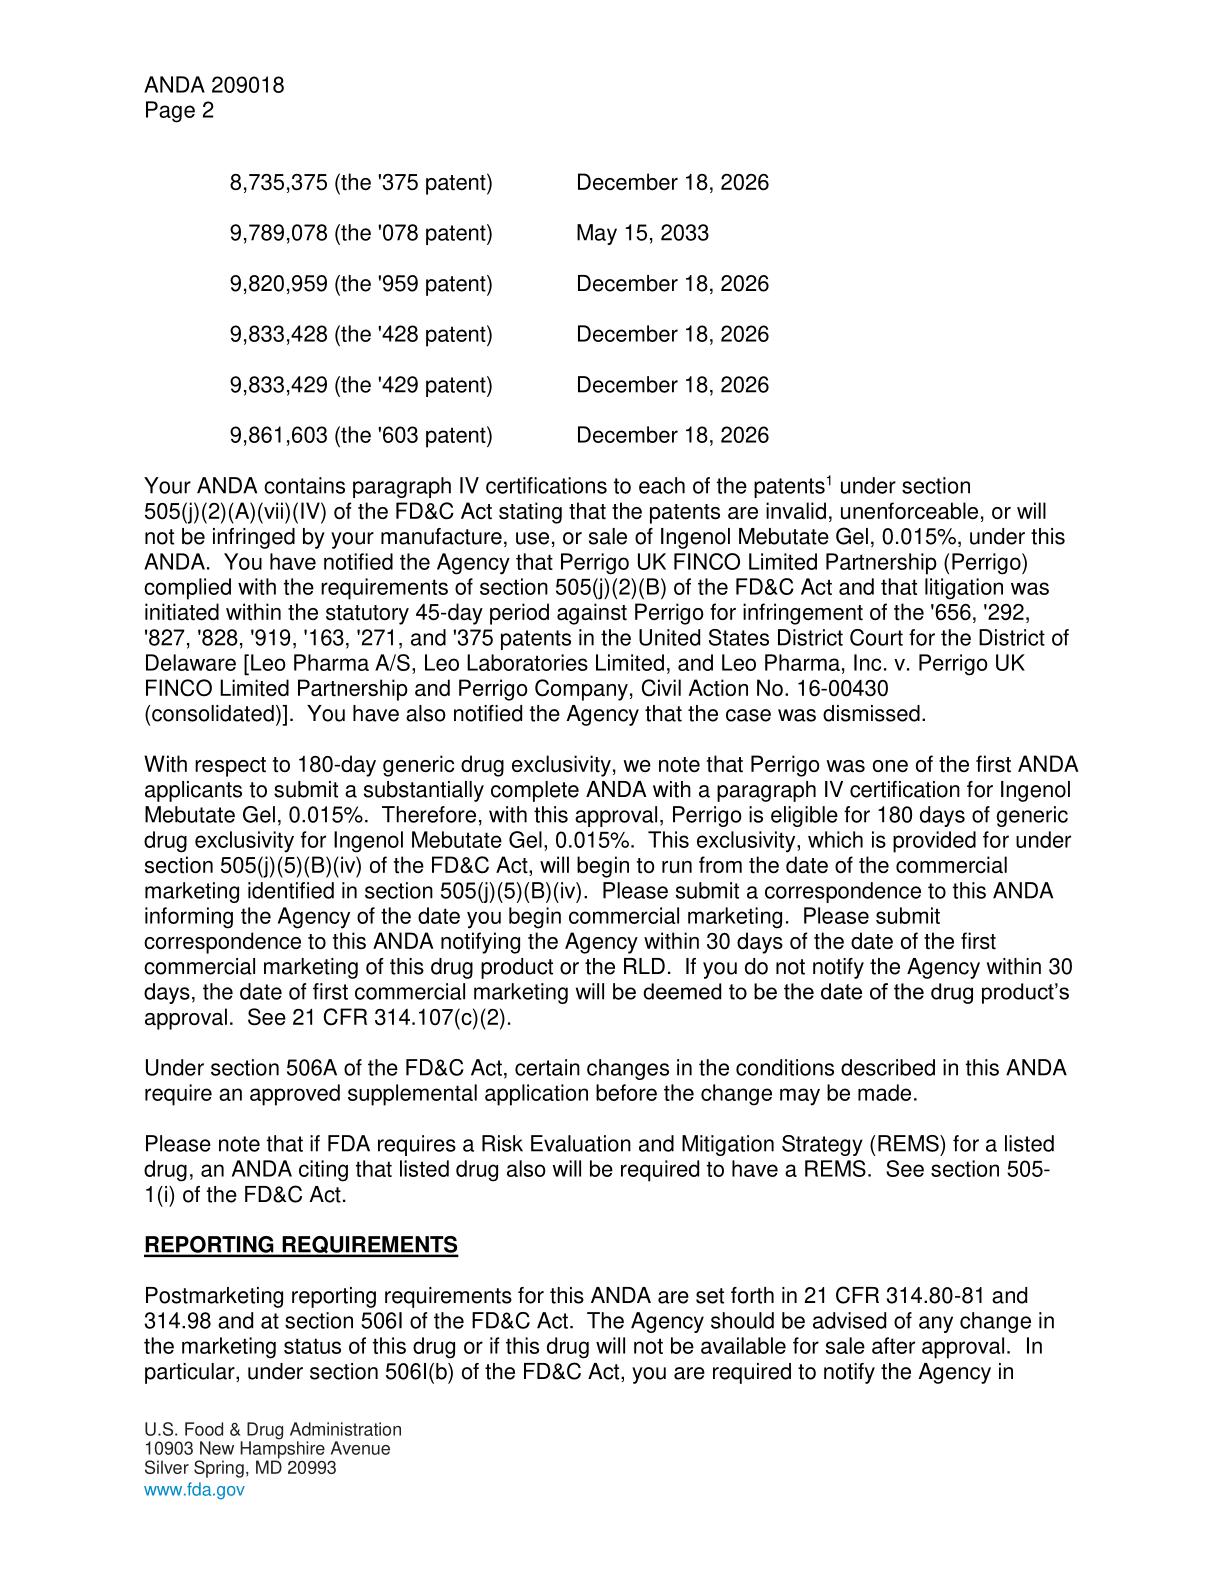 ANDA 209018
Page 2
8,735,375 (the '375 patent) December 18, 2026
9,789,078 (the '078 patent) May 15, 2033
9,820,959 (the '959 patent) December 18, 2026
9,833,428 (the '428 patent) December 18, 2026
9,833,429 (the '429 patent) December 18, 2026
9,861,603 (the '603 patent) December 18, 2026
Your ANDA contains paragraph IV certifications to each of the patents1 under section
505(j)(2)(A)(vii)(IV) of the FD&C Act stating that the patents are invalid, unenforceable, or will
not be infringed by your manufacture, use, or sale of Ingenol Mebutate Gel, 0.015%, under this
ANDA. You have notified the Agency that Perrigo UK FINCO Limited Partnership (Perrigo)
complied with the requirements of section 505(j)(2)(B) of the FD&C Act and that litigation was
initiated within the statutory 45-day period against Perrigo for infringement of the '656, '292,
'827, '828, '919, '163, '271, and '375 patents in the United States District Court for the District of
Delaware [Leo Pharma A/S, Leo Laboratories Limited, and Leo Pharma, Inc. v. Perrigo UK
FINCO Limited Partnership and Perrigo Company, Civil Action No. 16-00430
(consolidated)]. You have also notified the Agency that the case was dismissed.
With respect to 180-day generic drug exclusivity, we note that Perrigo was one of the first ANDA
applicants to submit a substantially complete ANDA with a paragraph IV certification for Ingenol
Mebutate Gel, 0.015%. Therefore, with this approval, Perrigo is eligible for 180 days of generic
drug exclusivity for Ingenol Mebutate Gel, 0.015%. This exclusivity, which is provided for under
section 505(j)(5)(B)(iv) of the FD&C Act, will begin to run from the date of the commercial
marketing identified in section 505(j)(5)(B)(iv). Please submit a correspondence to this ANDA
informing the Agency of the date you begin commercial marketing. Please submit
correspondence to this ANDA notifying the Agency within 30 days of the date of the first
commercial marketing of this drug product or the RLD. If you do not notify the Agency within 30
days, the date of first commercial marketing will be deemed to be the date of the drug product’s
approval. See 21 CFR 314.107(c)(2).
Under section 506A of the FD&C Act, certain changes in the conditions described in this ANDA
require an approved supplemental application before the change may be made.
Please note that if FDA requires a Risk Evaluation and Mitigation Strategy (REMS) for a listed
drug, an ANDA citing that listed drug also will be required to have a REMS. See section 505-
1(i) of the FD&C Act.
REPORTING REQUIREMENTS
Postmarketing reporting requirements for this ANDA are set forth in 21 CFR 314.80-81 and
314.98 and at section 506I of the FD&C Act. The Agency should be advised of any change in
the marketing status of this drug or if this drug will not be available for sale after approval. In
particular, under section 506I(b) of the FD&C Act, you are required to notify the Agency in
U.S. Food & Drug Administration
10903 New Hampshire Avenue
Silver Spring, MD 20993
www.fda.gov